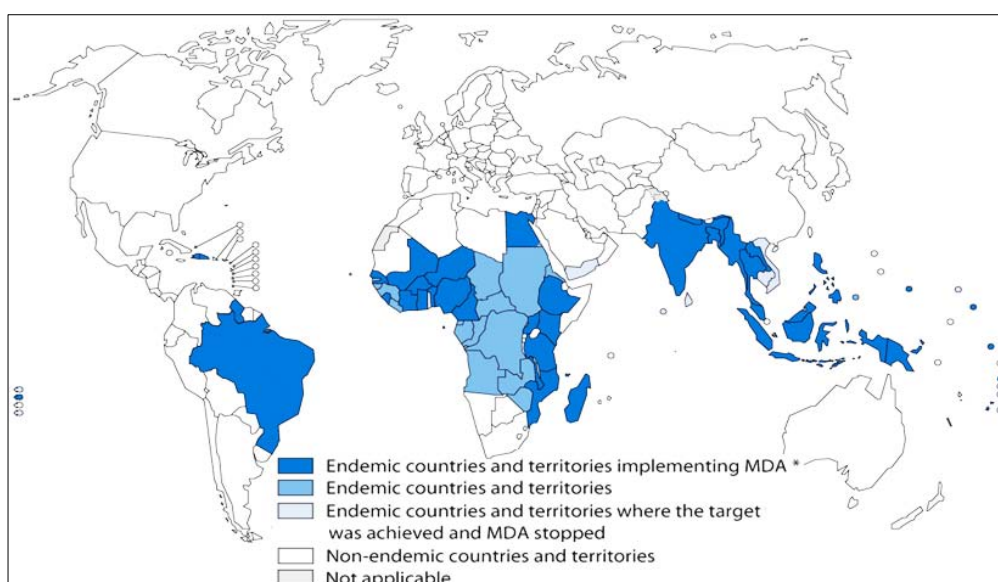 Endemic countries and territories implementing MDA *
Endemic countries and territories
Endemic countries and territories where the target
was achieved and MDA stopped
Non-endemic countries and territories
Not applicable